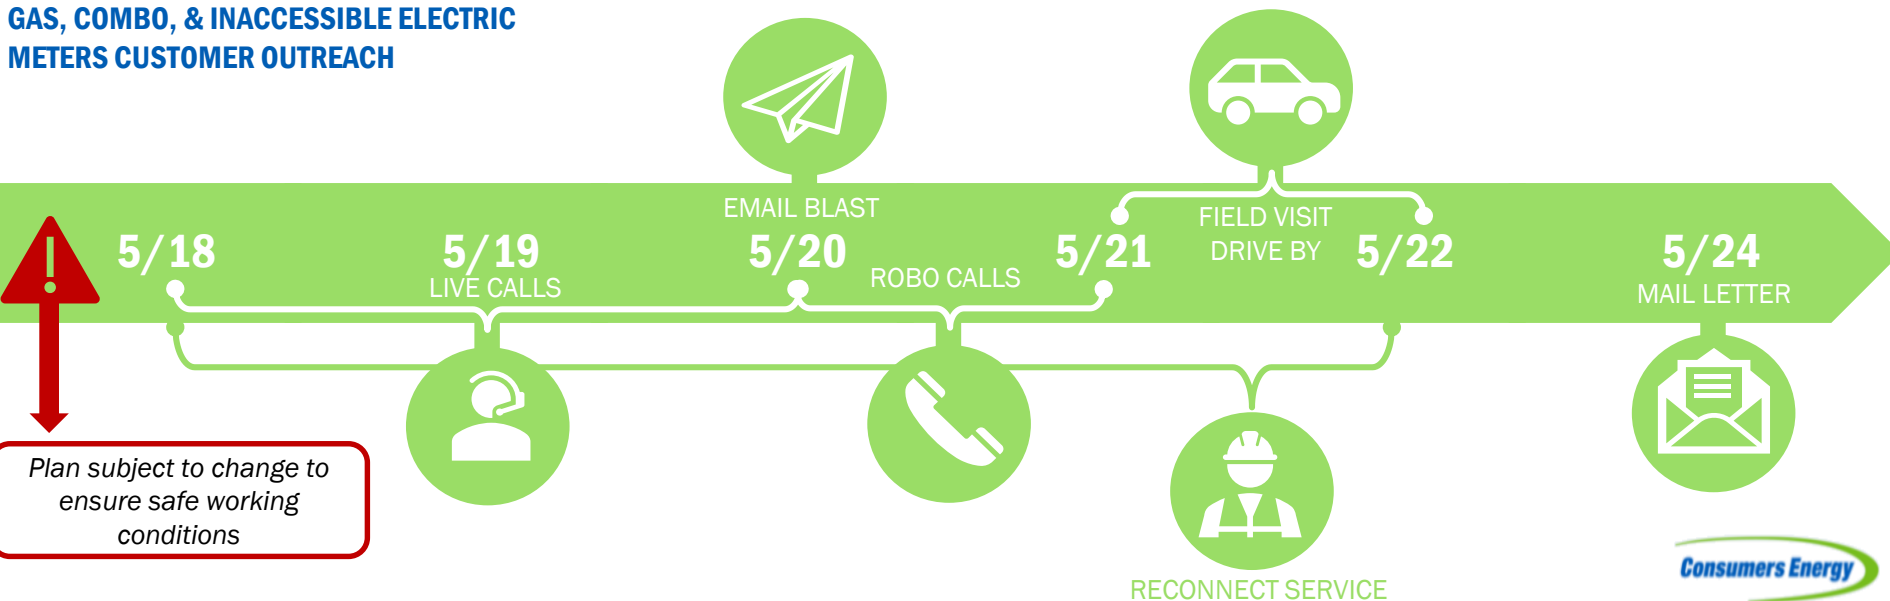 GAS, COMBO, & INACCESSIBLE ELECTRIC
METERS CUSTOMER OUTREACH
EMAIL BLAST
FIELD VISIT
DRIVE BY
5/18
5/19
5/20
5/21
5/22
5/24
LIVE CALLS
ROBO CALLS
MAIL LETTER
Plan subject to change to
ensure safe working
conditions
RECONNECT SERVICE
Consumers Energy